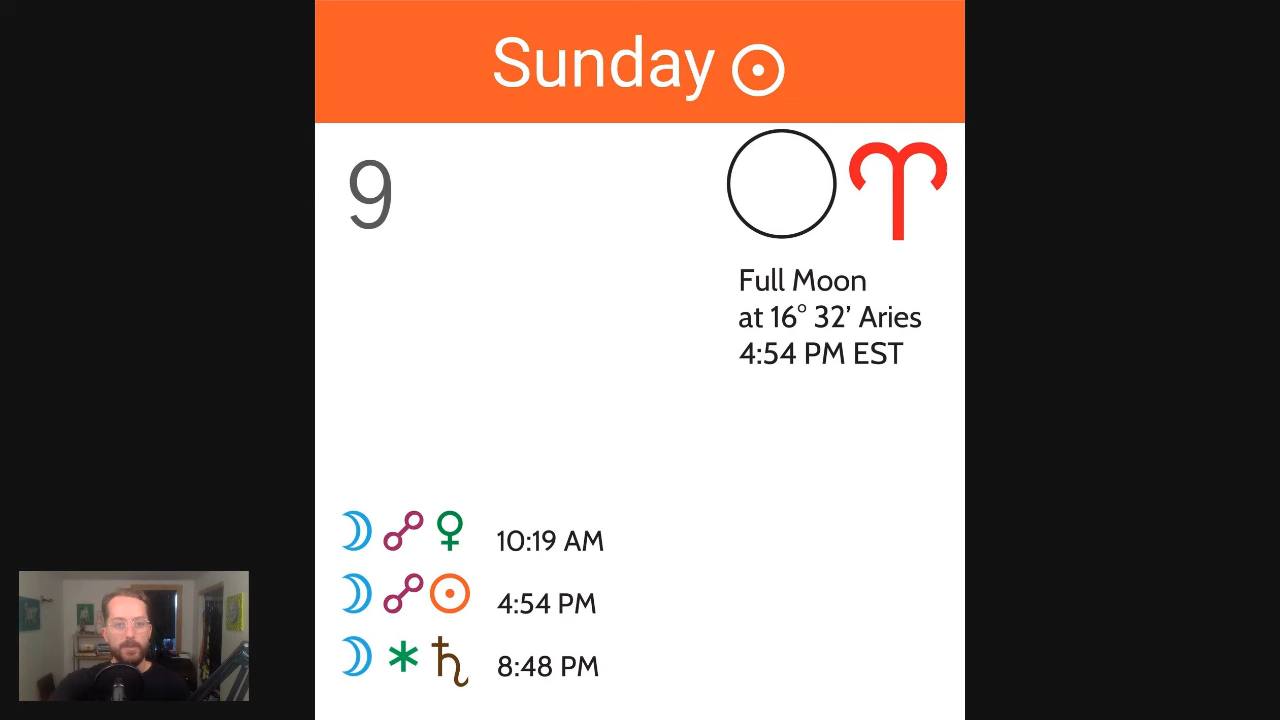 Sunday ☉
9
Full Moon
at 16° 32’ Aries
4:54 PM EST
☽ ☍ ♀ 10:19 AM
☽ ☍ ☉ 4:54 PM
☽ ⚹ ♄ 8:48 PM